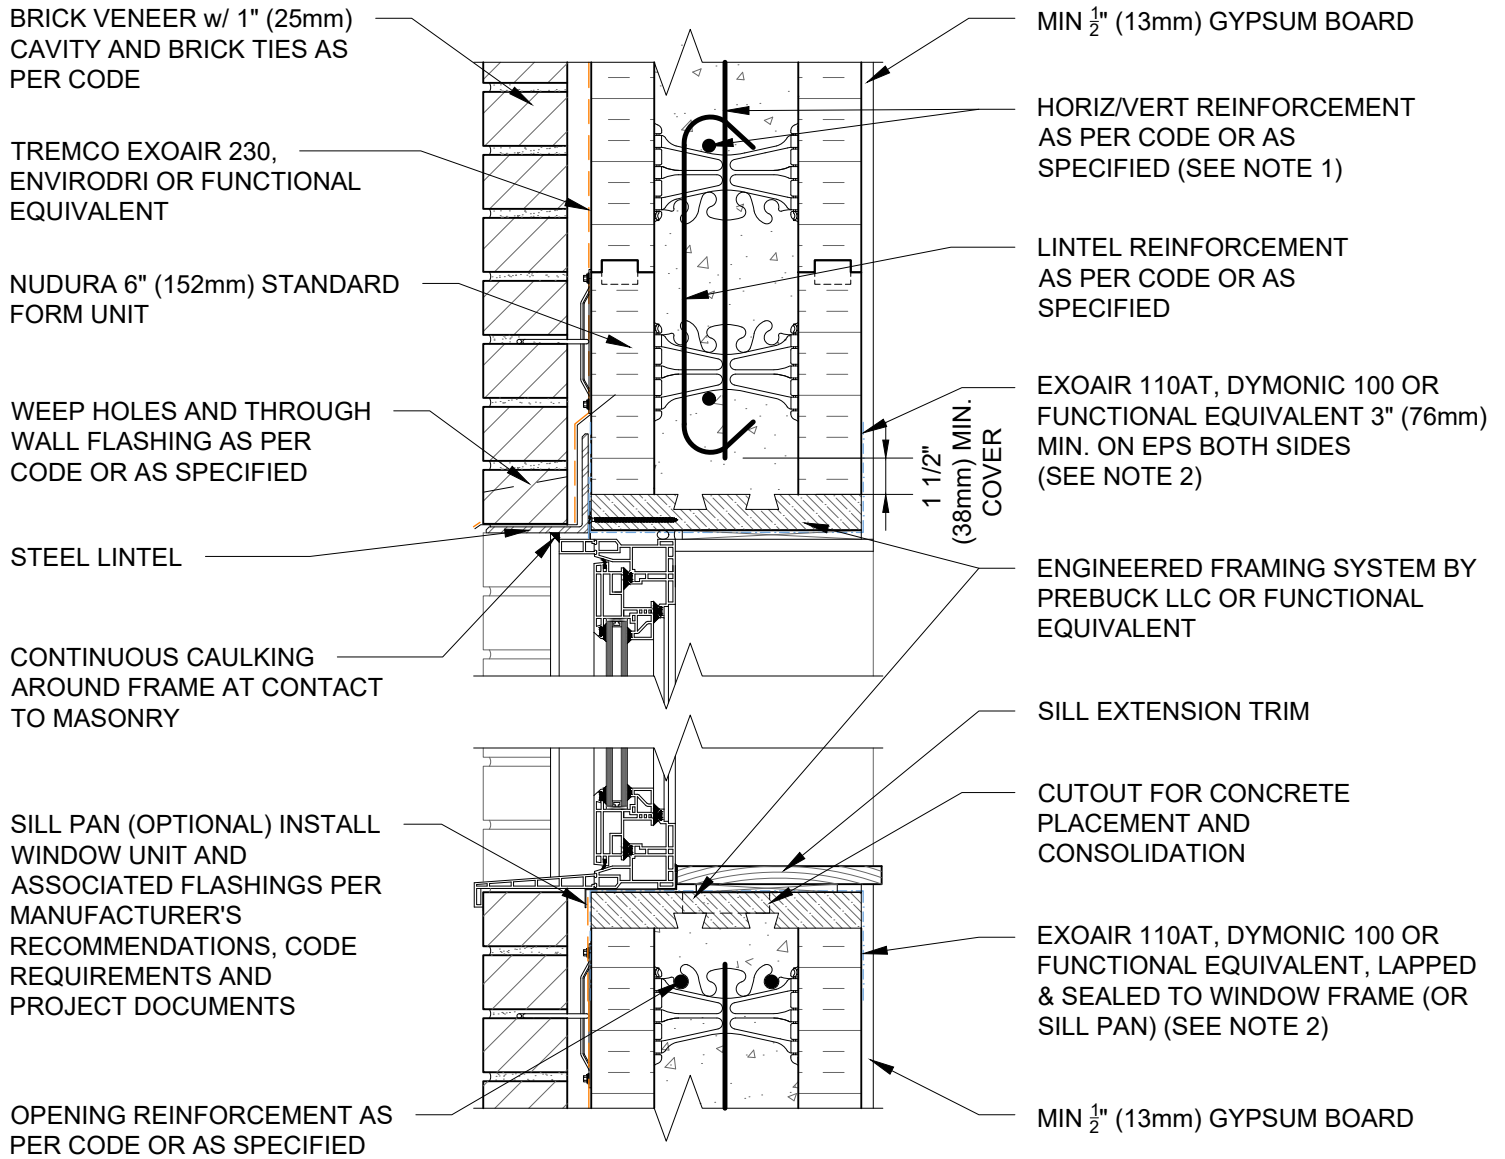 BRICK VENEER w/ 1" (25mm)
CAVITY AND BRICK TIES AS
PER CODE
TREMCO EXOAIR 230,
ENVIRODRI OR FUNCTIONAL
EQUIVALENT
NUDURA 6" (152mm) STANDARD
FORM UNIT
WEEP HOLES AND THROUGH
WALL FLASHING AS PER
CODE OR AS SPECIFIED
STEEL LINTEL
CONTINUOUS CAULKING
AROUND FRAME AT CONTACT
TO MASONRY
SILL PAN (OPTIONAL) INSTALL
WINDOW UNIT AND
ASSOCIATED FLASHINGS PER
MANUFACTURER'S
RECOMMENDATIONS, CODE
REQUIREMENTS AND
PROJECT DOCUMENTS
OPENING REINFORCEMENT AS
PER CODE OR AS SPECIFIED
1 1/2"
(38mm) MIN.
COVER
MIN 1/2" (13mm) GYPSUM BOARD
HORIZ/VERT REINFORCEMENT
AS PER CODE OR AS
SPECIFIED (SEE NOTE 1)
LINTEL REINFORCEMENT
AS PER CODE OR AS
SPECIFIED
EXOAIR 110AT, DYMONIC 100 OR
FUNCTIONAL EQUIVALENT 3" (76mm)
MIN. ON EPS BOTH SIDES
(SEE NOTE 2)
ENGINEERED FRAMING SYSTEM BY
PREBUCK LLC OR FUNCTIONAL
EQUIVALENT
SILL EXTENSION TRIM
CUTOUT FOR CONCRETE
PLACEMENT AND
CONSOLIDATION
EXOAIR 110AT, DYMONIC 100 OR
FUNCTIONAL EQUIVALENT, LAPPED
& SEALED TO WINDOW FRAME (OR
SILL PAN) (SEE NOTE 2)
MIN 1/2" (13mm) GYPSUM BOARD